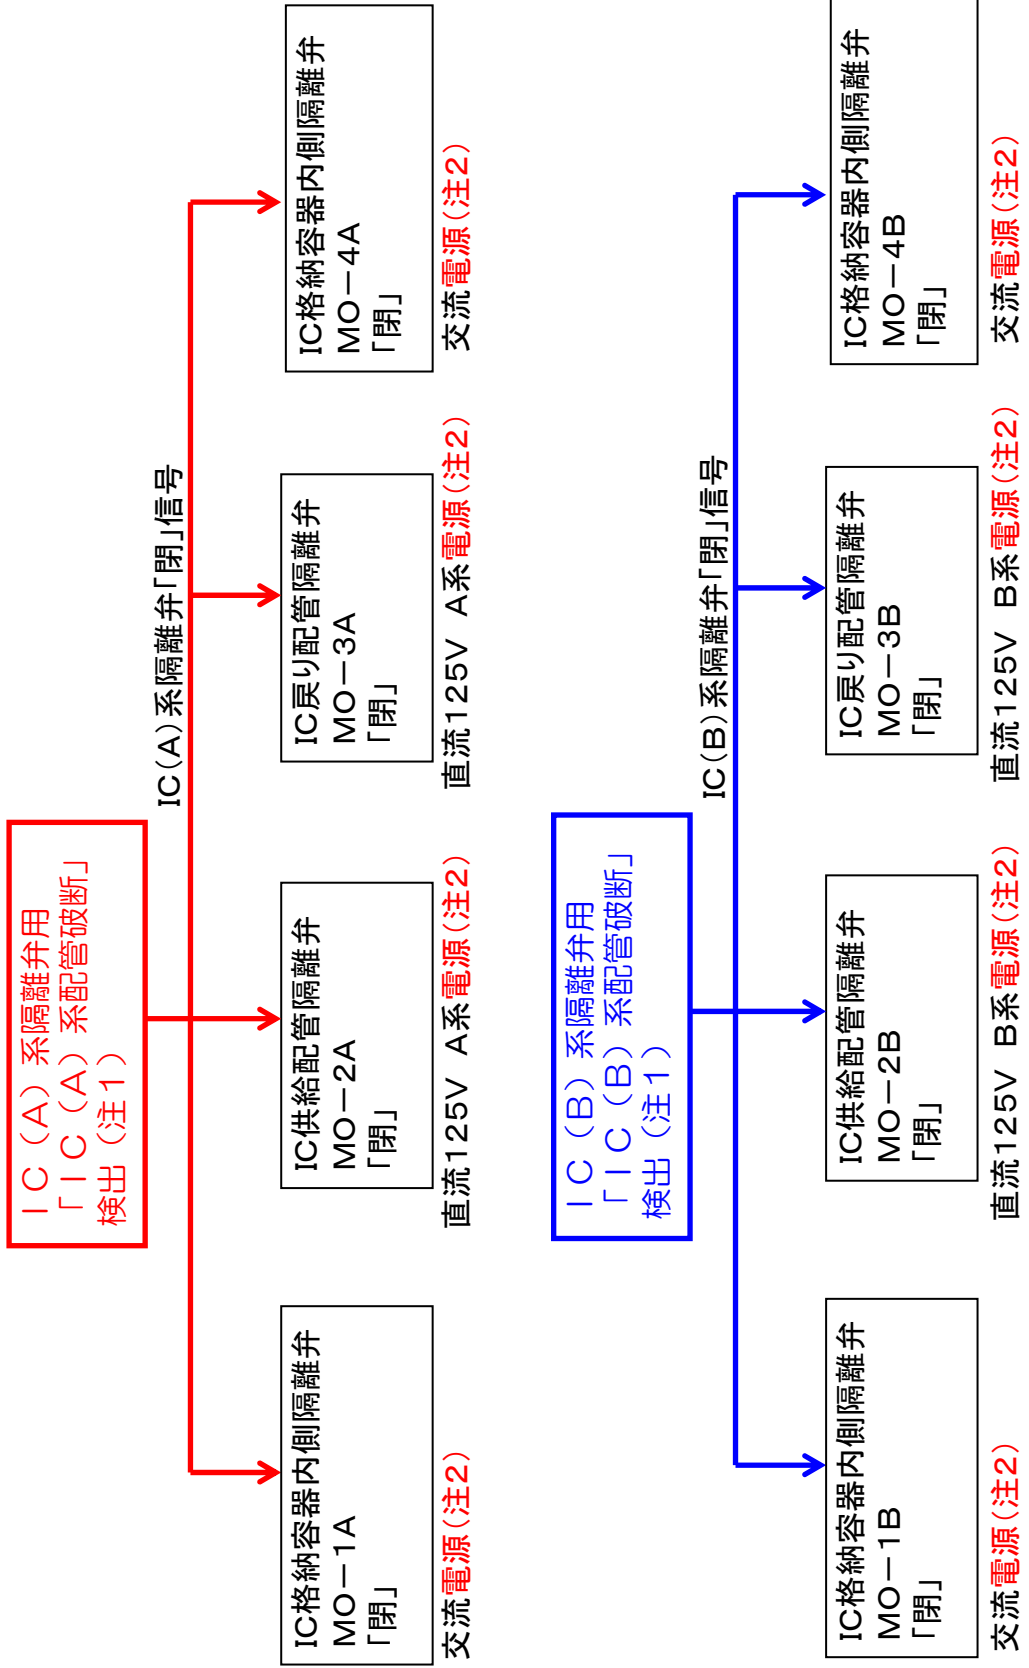 IC（A）系隔離弁用
「IC（A）系配管破断」
検出（注1）
IC(A)系隔離弁「閉」信号
IC格納容器内側隔離弁
MO－1A
「閉」
交流電源(注2)
IC供給配管隔離弁
MO－2A
「閉」
直流125V A系電源(注2)
IC戻り配管隔離弁
MO－3A
「閉」
直流125V A系電源(注2)
IC格納容器内側隔離弁
MO－4A
「閉」
交流電源(注2)
IC（B）系隔離弁用
「IC（B）系配管破断」
検出（注1）
IC(B)系隔離弁「閉」信号
IC格納容器内側隔離弁
MO－1B
「閉」
交流電源(注2)
IC供給配管隔離弁
MO－2B
「閉」
直流125V B系電源(注2)
IC戻り配管隔離弁
MO－3B
「閉」
直流125V B系電源(注2)
IC格納容器内側隔離弁
MO－4B
「閉」
交流電源(注2)